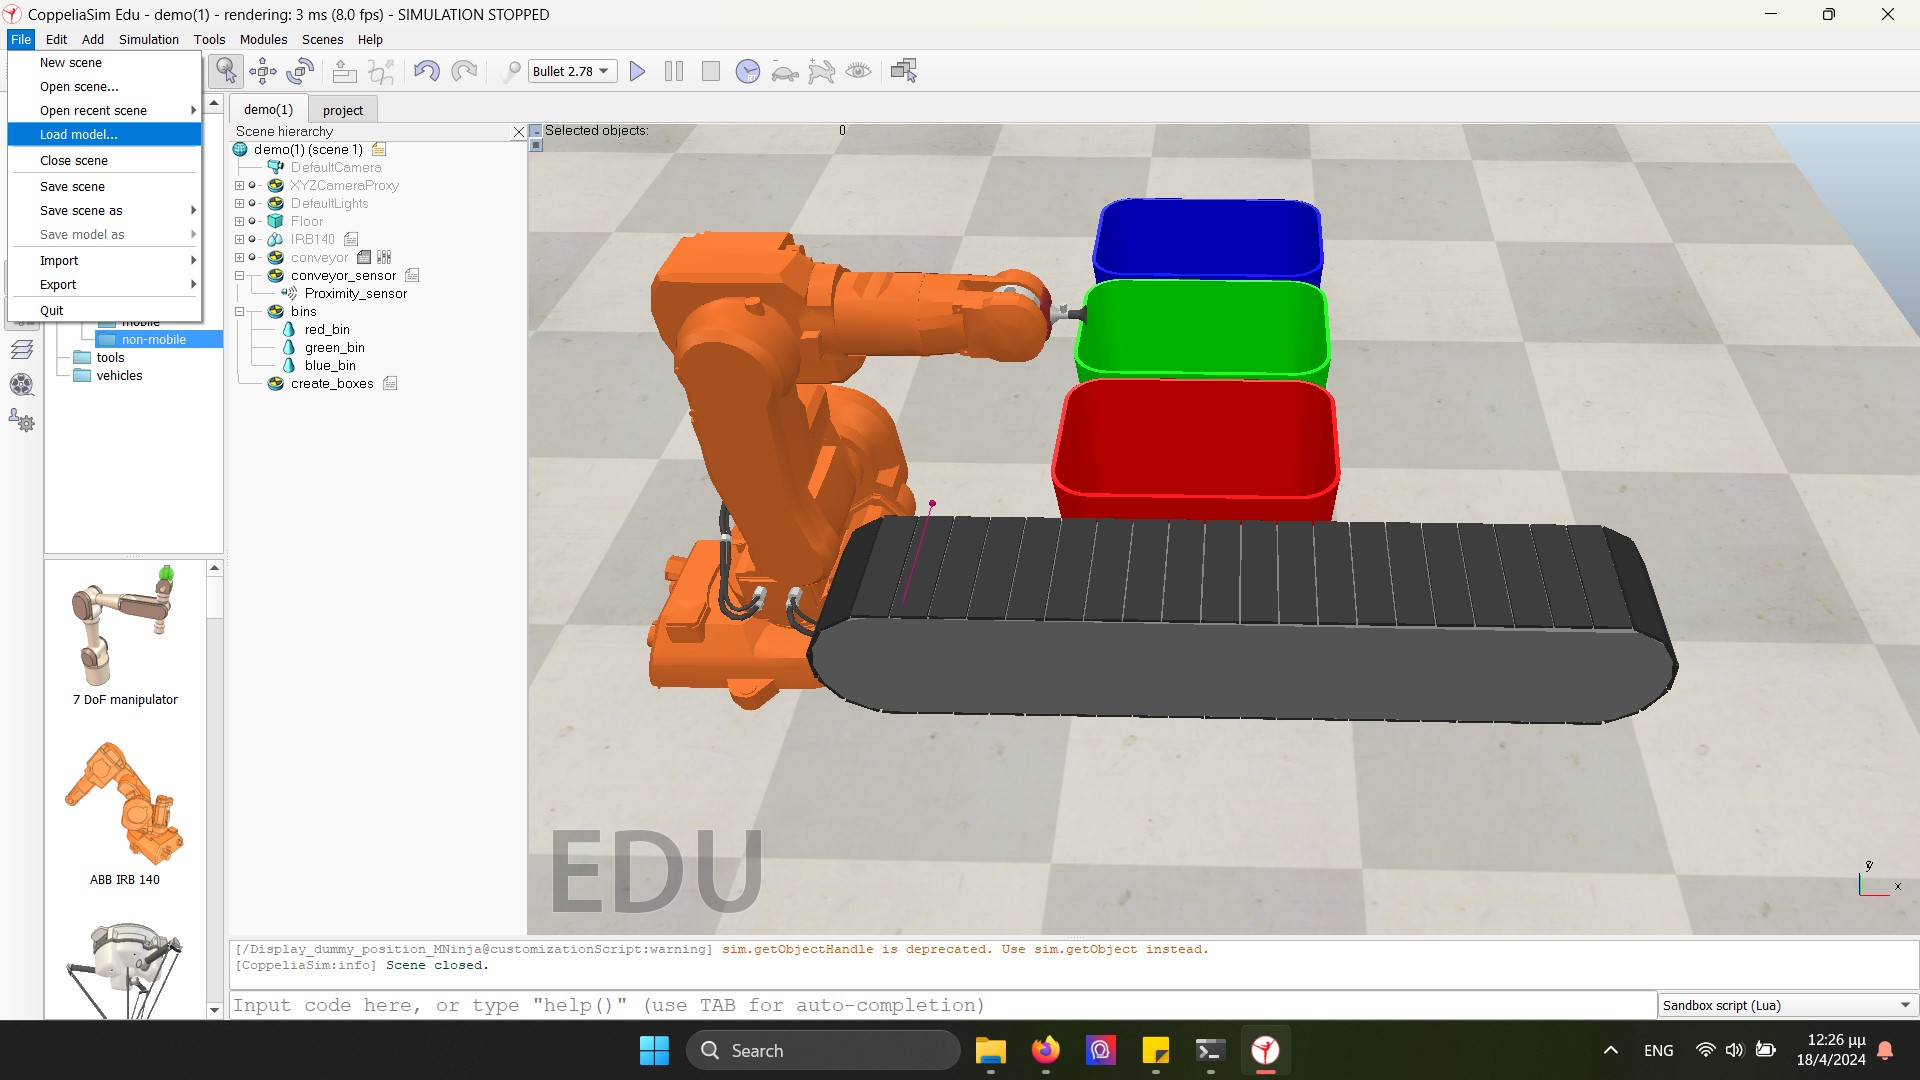 CoppeliaSim Edu - demo(1) - rendering: 3 ms (8.0 fps) - SIMULATION STOPPED
File Edit Add Simulation Tools Modules Scenes Help
New scene
Open scene...
Open recent scene
Load model...
Close scene
Save scene
Save scene as
Save model as
Import
Export
Quit
Bullet 2.78
RT
non-mobile
tools
vehicles
7 DoF manipulator
ABB IRB 140
demo(1) project
Scene hierarchy
demo(1) (scene 1)
DefaultCamera
XYZCameraProxy
DefaultLights
Floor
IRB140
conveyor
conveyor_sensor
Proximity_sensor
bins
red_bin
green_bin
blue_bin
create_boxes
Selected objects: 0
EDU
x
[/Display_dummy_position_MNinja@customizationScript:warning] sim.getObjectHandle is deprecated. Use sim.getObject instead.
[CoppeliaSim:info] Scene closed.
Input code here, or type "help()" (use TAB for auto-completion)
Sandbox script (Lua)
Search
ENG
12:26 μμ
18/4/2024